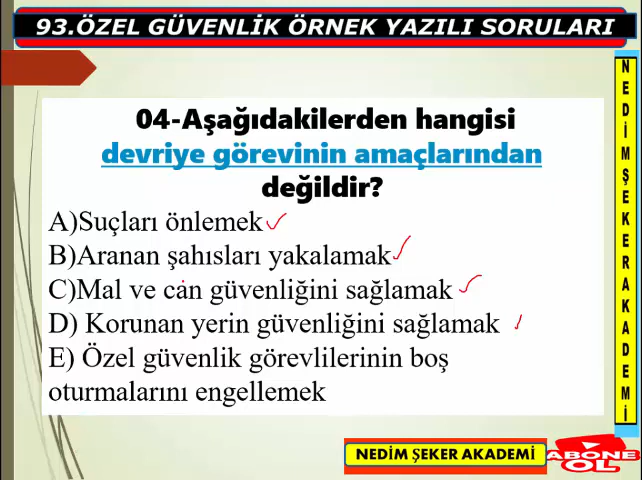 93.ÖZEL GÜVENLİK ÖRNEK YAZILI SORULARI
04-Aşağıdakilerden hangisi
devriye görevinin amaçlarından
değildir?
A)Suçları önlemek
B)Aranan şahısları yakalamak
C)Mal ve can güvenliğini sağlamak
D) Korunan yerin güvenliğini sağlamak
E) Özel güvenlik görevlilerinin boş
oturmalarını engellemek
NEDİM ŞEKER AKADEMİ
NEDİM ŞEKER AKADEMİ
ABONE
OL